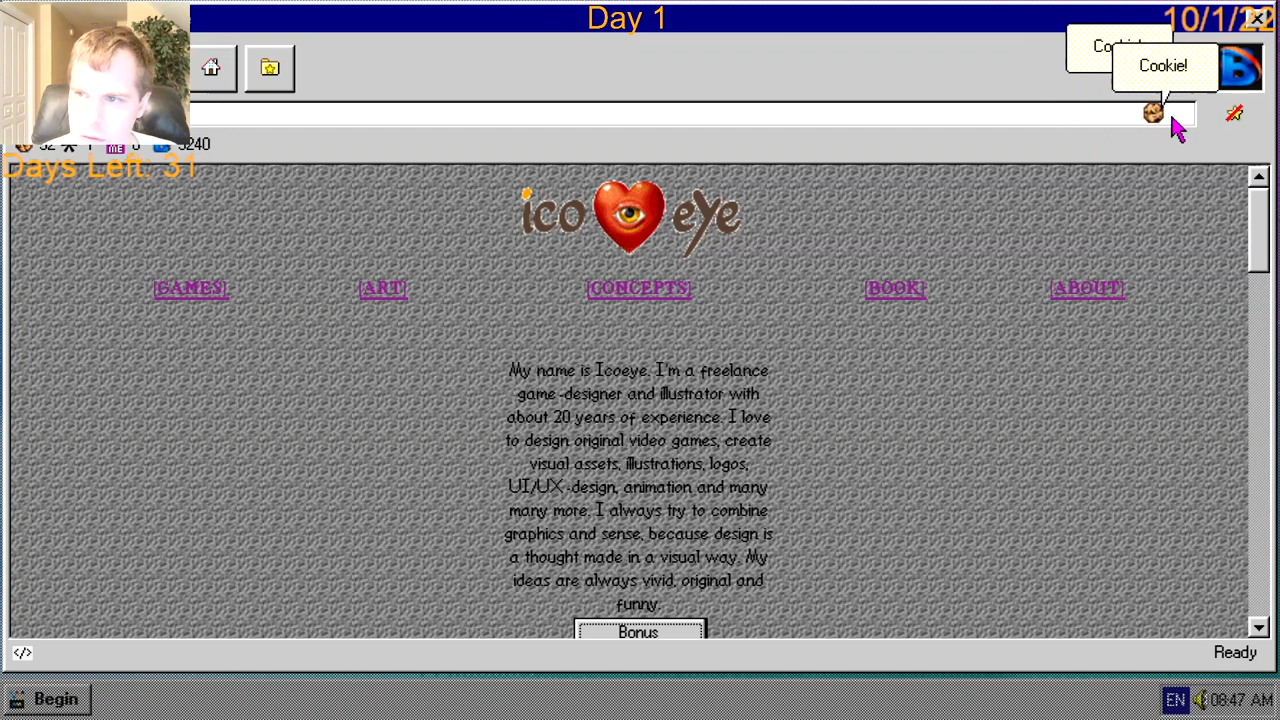 Day 1
10/1/22
Cookie!
Days Left: 31
3240
ico eye
[GAMES]
[ART]
[CONCEPTS]
[BOOK]
[ABOUT]
My name is Icoeye. I'm a freelance
game-designer and illustrator with
about 20 years of experience. I love
to design original video games, create
visual assets, illustrations, logos,
UI/UX-design, animation and many
many more. I always try to combine
graphics and sense, because design is
a thought made in a visual way. My
ideas are always vivid, original and
funny.
Bonus
</>
Ready
Begin
EN
08:47 AM